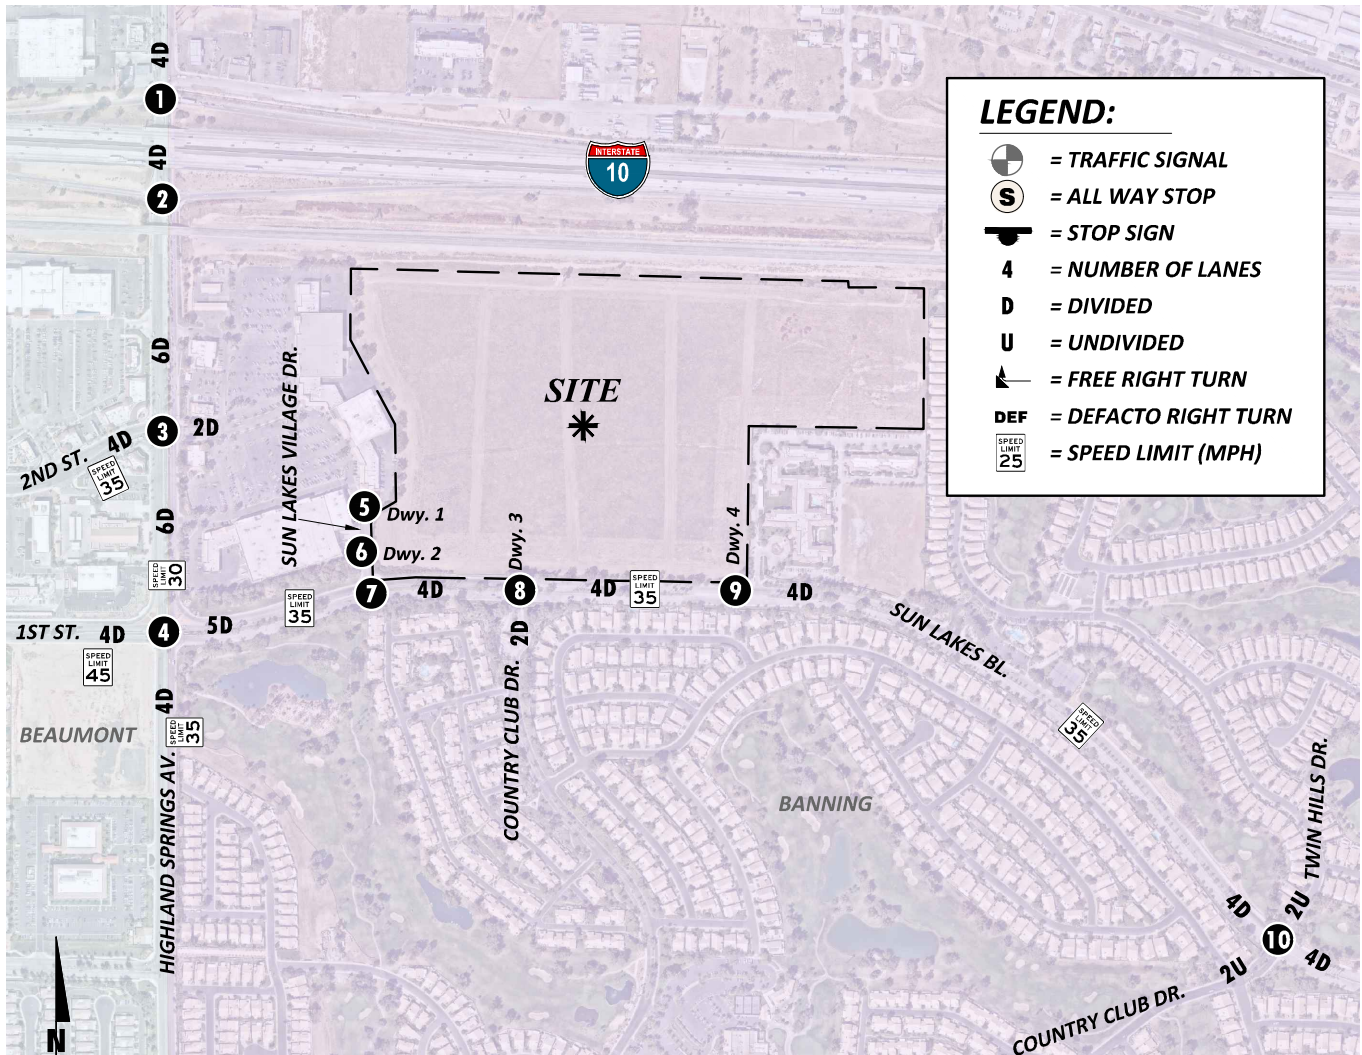 4D
1
4D
2
INTERSTATE
10
LEGEND:
= TRAFFIC SIGNAL
S = ALL WAY STOP
= STOP SIGN
4 = NUMBER OF LANES
D = DIVIDED
U = UNDIVIDED
= FREE RIGHT TURN
DEF = DEFACTO RIGHT TURN
SPEED LIMIT 25 = SPEED LIMIT (MPH)
6D
SUN LAKES VILLAGE DR.
SITE
2ND ST.
4D
3
2D
SPEED LIMIT 35
6D
5
Dwy. 1
6
Dwy. 2
Dwy. 3
Dwy. 4
SPEED LIMIT 30
SPEED LIMIT 35
7
4D
8
4D
SPEED LIMIT 35
9
4D
1ST ST.
4D
4
5D
SPEED LIMIT 45
4D
SPEED LIMIT 35
2D
COUNTRY CLUB DR.
SUN LAKES BL.
SPEED LIMIT 35
BEAUMONT
HIGHLAND SPRINGS AV.
BANNING
TWIN HILLS DR.
4D
2U
10
2U
4D
COUNTRY CLUB DR.
N